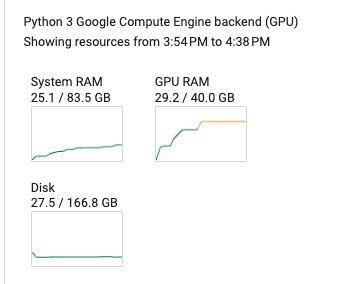 Python 3 Google Compute Engine backend (GPU)
Showing resources from 3:54 PM to 4:38 PM
System RAM
25.1 / 83.5 GB
GPU RAM
29.2 / 40.0 GB
Disk
27.5 / 166.8 GB